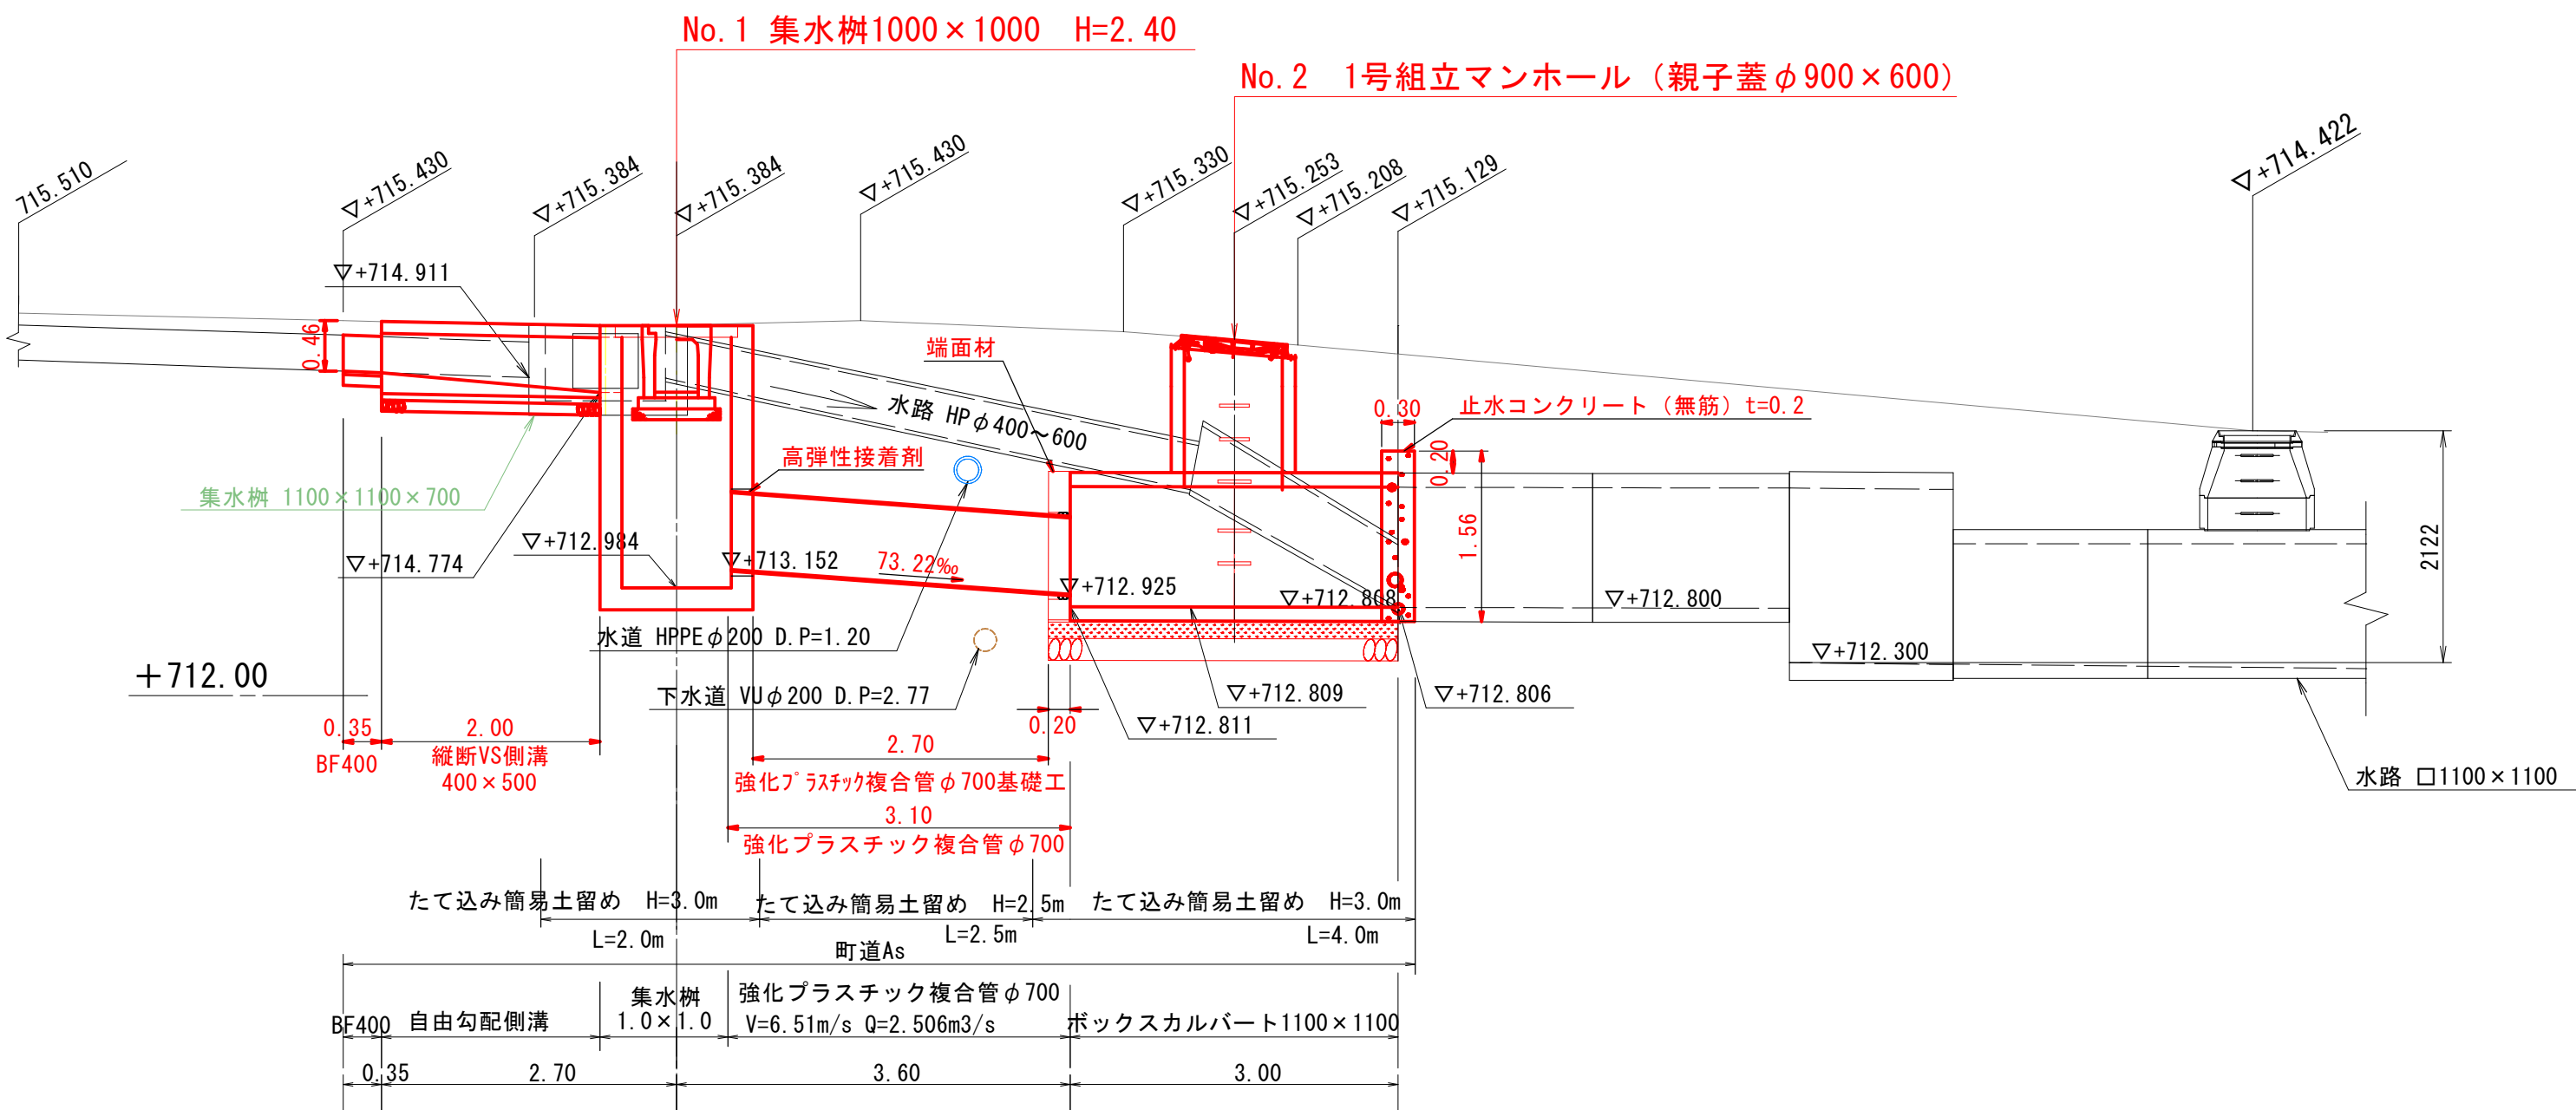 No.1 集水桝1000×1000 H=2.40
No.2 1号組立マンホール（親子蓋φ900×600）
715.510
▽+715.430
▽+715.384
▽+715.384
▽+715.430
▽+715.330
▽+715.253
▽+715.208
▽+715.129
▽+714.422
▽+714.911
0.46
端面材
水路 HPφ400～600
0.30
止水コンクリート（無筋）t=0.2
0.20
高弾性接着剤
集水桝 1100×1100×700
1.56
2122
▽+712.984
▽+714.774
▽+713.152
73.22‰
▽+712.925
▽+712.808
▽+712.800
水道 HPPEφ200 D.P=1.20
▽+712.300
+712.00
下水道 VUφ200 D.P=2.77
▽+712.809
▽+712.806
▽+712.811
0.35
BF400
2.00
縦断VS側溝
400×500
0.20
2.70
強化ﾌﾟﾗｽﾁｯｸ複合管φ700基礎工
水路 □1100×1100
3.10
強化プラスチック複合管φ700
たて込み簡易土留め H=3.0m
たて込み簡易土留め H=2.5m
たて込み簡易土留め H=3.0m
L=2.0m
L=2.5m
L=4.0m
町道As
BF400
自由勾配側溝
集水桝
1.0×1.0
強化プラスチック複合管φ700
V=6.51m/s Q=2.506m3/s
ボックスカルバート1100×1100
0.35
2.70
3.60
3.00